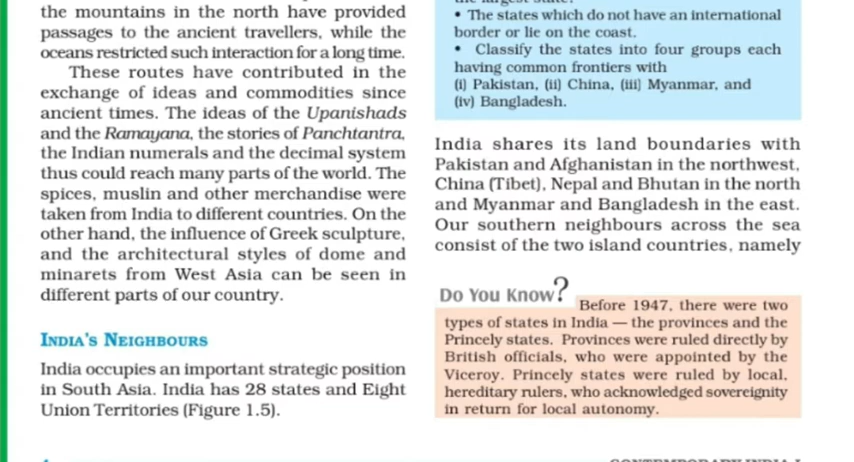 the mountains in the north have provided
passages to the ancient travellers, while the
oceans restricted such interaction for a long time.
These routes have contributed in the
exchange of ideas and commodities since
ancient times. The ideas of the Upanishads
and the Ramayana, the stories of Panchtantra,
the Indian numerals and the decimal system
thus could reach many parts of the world. The
spices, muslin and other merchandise were
taken from India to different countries. On the
other hand, the influence of Greek sculpture,
and the architectural styles of dome and
minarets from West Asia can be seen in
different parts of our country.
INDIA'S NEIGHBOURS
India occupies an important strategic position
in South Asia. India has 28 states and Eight
Union Territories (Figure 1.5).
• The states which do not have an international
border or lie on the coast.
• Classify the states into four groups each
having common frontiers with
(i) Pakistan, (ii) China, (iii) Myanmar, and
(iv) Bangladesh.
India shares its land boundaries with
Pakistan and Afghanistan in the northwest,
China (Tibet), Nepal and Bhutan in the north
and Myanmar and Bangladesh in the east.
Our southern neighbours across the sea
consist of the two island countries, namely
Do You Know?
Before 1947, there were two
types of states in India — the provinces and the
Princely states. Provinces were ruled directly by
British officials, who were appointed by the
Viceroy. Princely states were ruled by local,
hereditary rulers, who acknowledged sovereignity
in return for local autonomy.